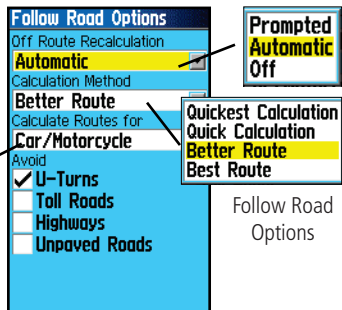 Follow Road Options
Off Route Recalculation
Automatic
Calculation Method
Better Route
Calculate Routes for
Car/Motorcycle
Avoid
U-Turns
Toll Roads
Highways
Unpaved Roads
Prompted
Automatic
Off
Quickest Calculation
Quick Calculation
Better Route
Best Route
Follow Road
Options